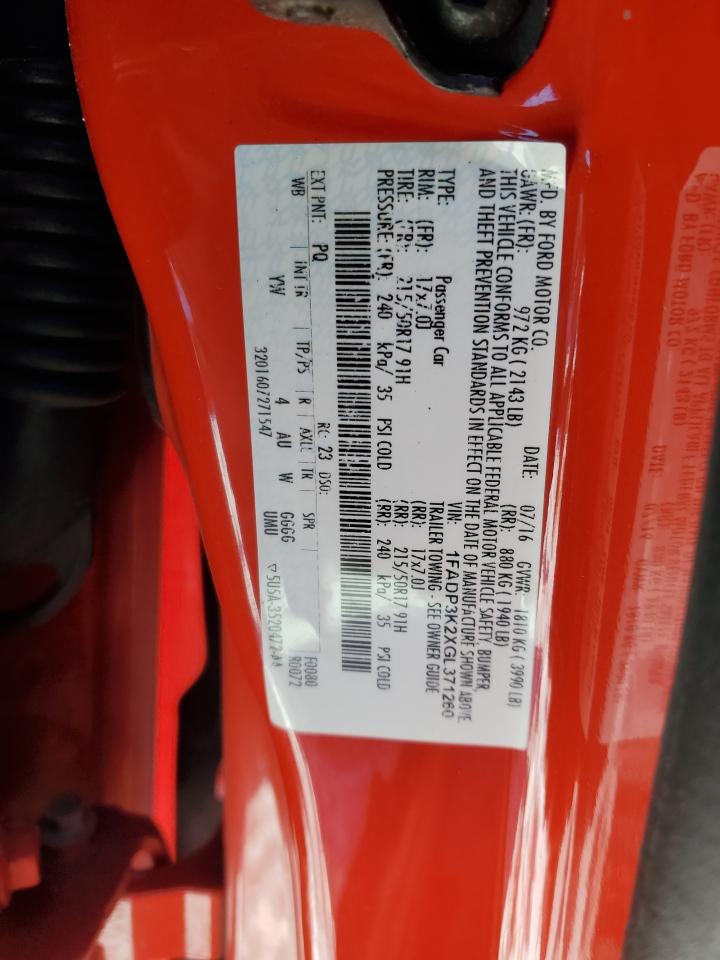 MFD. BY FORD MOTOR CO.
DATE: 07/16 GVWR: 1810 KG ( 3990 LB)
GAWR: (FR): 972 KG ( 2143 LB) (RR): 880 KG ( 1940 LB)
THIS VEHICLE CONFORMS TO ALL APPLICABLE FEDERAL MOTOR VEHICLE SAFETY, BUMPER,
AND THEFT PREVENTION STANDARDS IN EFFECT ON THE DATE OF MANUFACTURE SHOWN ABOVE
VIN: 1FADP3K2XGL371260
TYPE: Passenger Car TRAILER TOWING - SEE OWNER GUIDE
RIM: (FR): 17x7.0J (RR): 17x7.0J
TIRE: (FR): 215/50R17 91H (RR): 215/50R17 91H
PRESSURE: (FR): 240 kPa/ 35 PSI COLD (RR): 240 kPa/ 35 PSI COLD
F0080
R0072
EXT PNT: PQ RC: 23 DSO:
WB INT TR TP/PS R AXLE TR SPR
YW 4 AU W GGGG
UMU
3201607271547 5U5A-3520472-AA